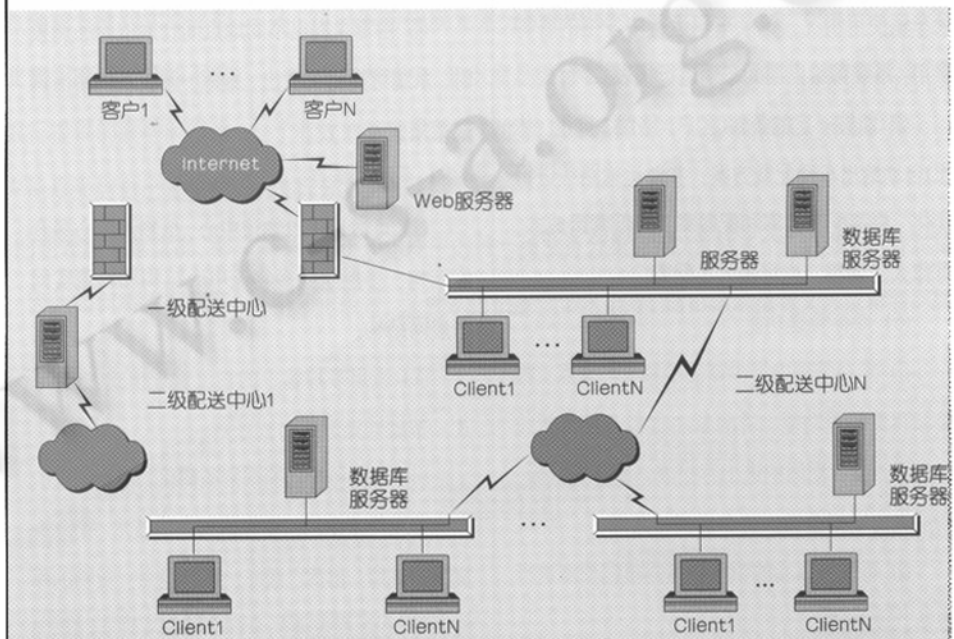 客户1
...
客户N
Internet
Web服务器
服务器
数据库
服务器
一级配送中心
Client1
...
ClientN
二级配送中心1
二级配送中心N
数据库
服务器
...
数据库
服务器
Client1
ClientN
Client1
...
ClientN